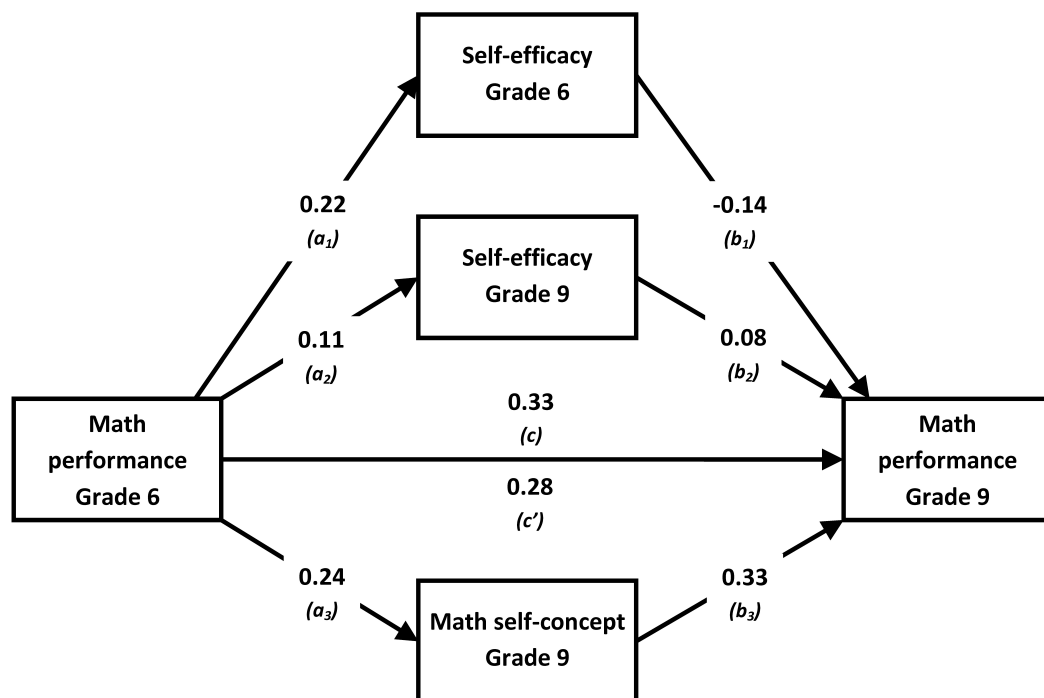 Self-efficacy
Grade 6
0.22
(a₁)
-0.14
(b₁)
Self-efficacy
Grade 9
0.11
(a₂)
0.08
(b₂)
Math
performance
Grade 6
0.33
(c)
0.28
(c’)
Math
performance
Grade 9
0.24
(a₃)
0.33
(b₃)
Math self-concept
Grade 9